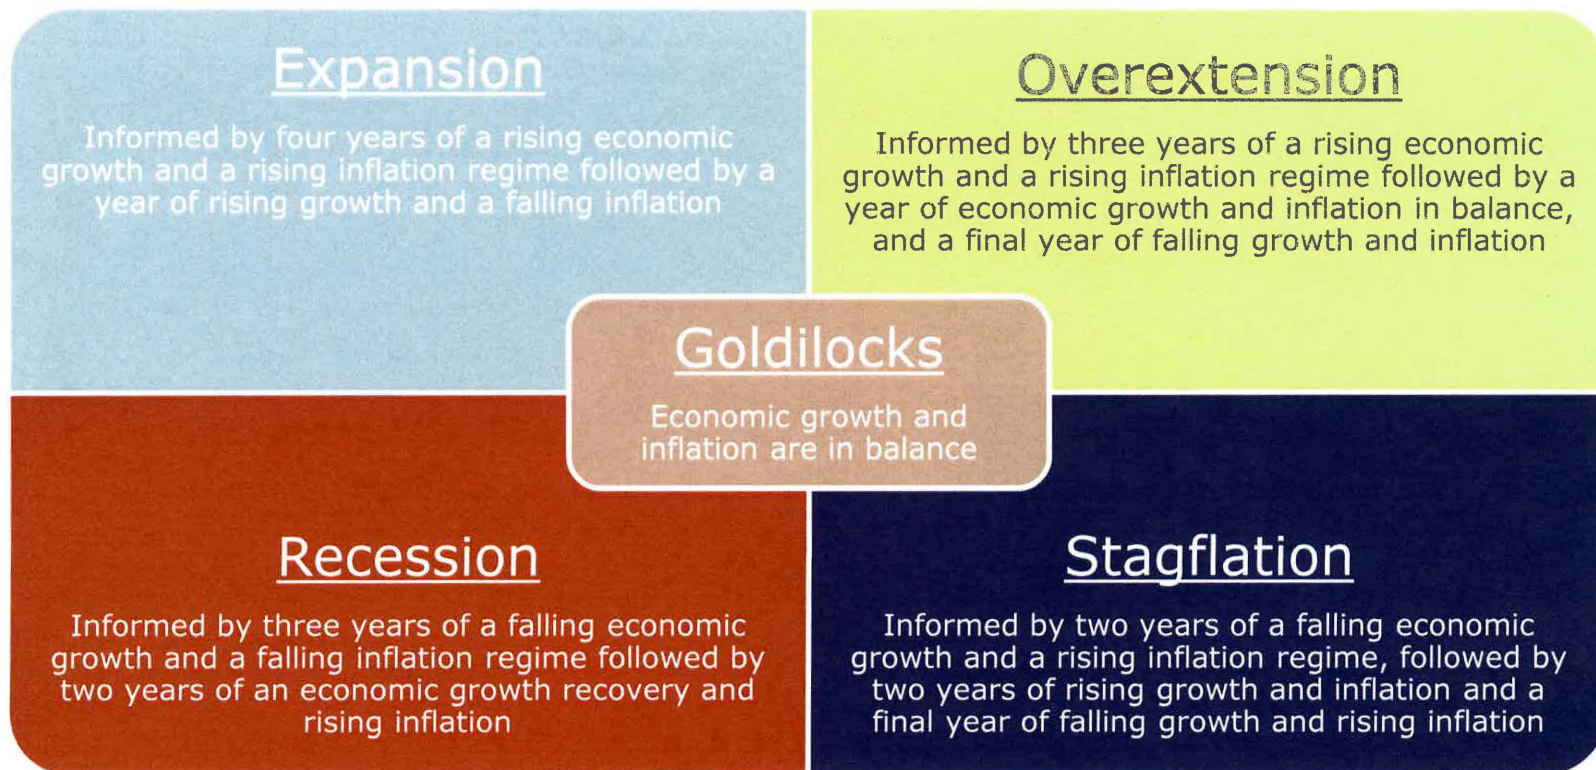 Expansion
Informed by four years of a rising economic
growth and a rising inflation regime followed by a
year of rising growth and a falling inflation
Overextension
Informed by three years of a rising economic
growth and a rising inflation regime followed by a
year of economic growth and inflation in balance,
and a final year of falling growth and inflation
Goldilocks
Economic growth and
inflation are in balance
Recession
Informed by three years of a falling economic
growth and a falling inflation regime followed by
two years of an economic growth recovery and
rising inflation
Stagflation
Informed by two years of a falling economic
growth and a rising inflation regime, followed by
two years of rising growth and inflation and a
final year of falling growth and rising inflation